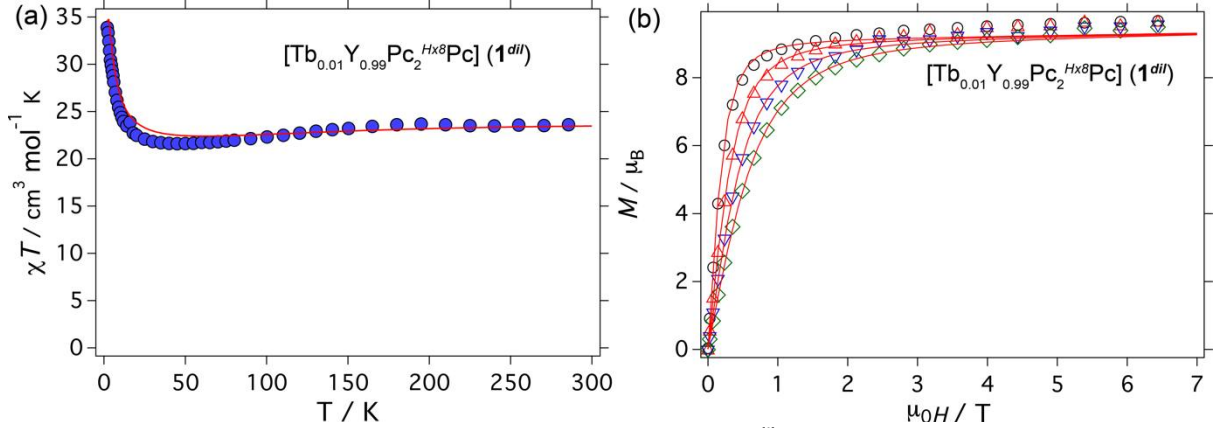 (a)
35
30
25
20
15
10
5
0
χT / cm³ mol⁻¹ K
[Tb₀.₀₁Y₀.₉₉Pc₂ᴴˣ⁸Pc] (1ᵈⁱˡ)
0 50 100 150 200 250 300
T / K
(b)
8
6
4
2
0
M / μB
[Tb₀.₀₁Y₀.₉₉Pc₂ᴴˣ⁸Pc] (1ᵈⁱˡ)
0 1 2 3 4 5 6 7
μ₀H / T